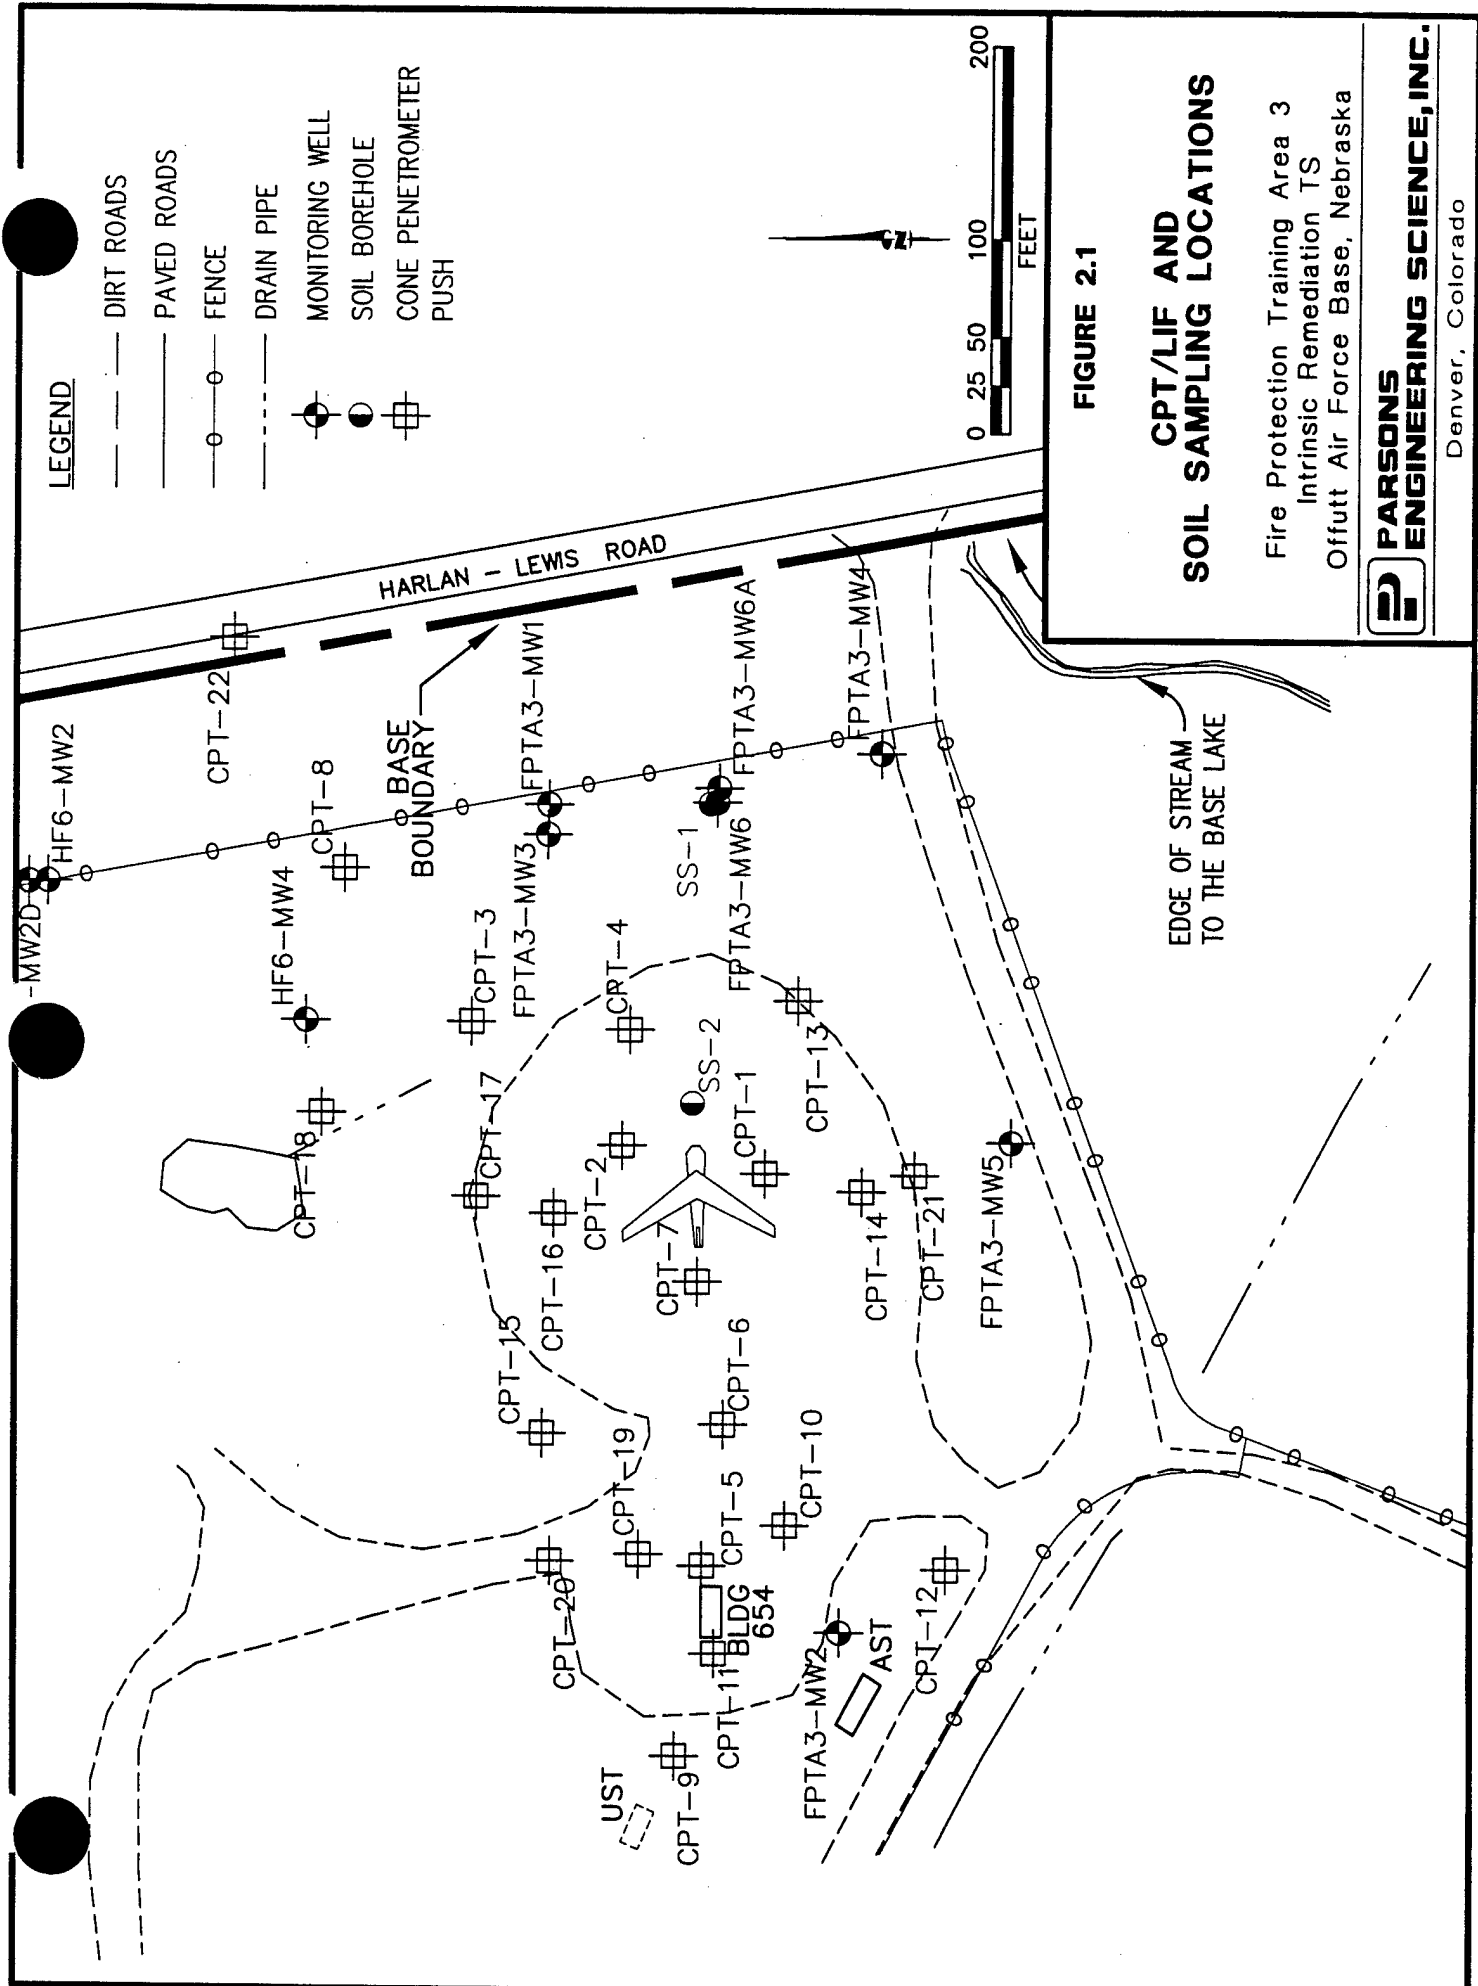 LEGEND
DIRT ROADS
PAVED ROADS
FENCE
DRAIN PIPE
MONITORING WELL
SOIL BOREHOLE
CONE PENETROMETER
PUSH
-MW2D
HF6-MW2
CPT-22
HARLAN - LEWIS ROAD
HF6-MW4
CPT-8
BASE
BOUNDARY
CPT-18
CPT-3
FPTA3-MW3
FPTA3-MW1
CPT-17
CPT-4
CPT-15
CPT-16
CPT-2
SS-1
FPTA3-MW6
FPTA3-MW6A
CPT-20
CPT-19
CPT-7
SS-2
CPT-1
CPT-6
CPT-5
UST
CPT-9
CPT-11
BLDG
654
CPT-10
CPT-13
FPTA3-MW4
FPTA3-MW2
AST
CPT-14
CPT-21
CPT-12
FPTA3-MW5
EDGE OF STREAM
TO THE BASE LAKE
N
0 25 50 100 200
FEET
FIGURE 2.1
CPT/LIF AND
SOIL SAMPLING LOCATIONS
Fire Protection Training Area 3
Intrinsic Remediation TS
Offutt Air Force Base, Nebraska
PARSONS
ENGINEERING SCIENCE, INC.
Denver, Colorado